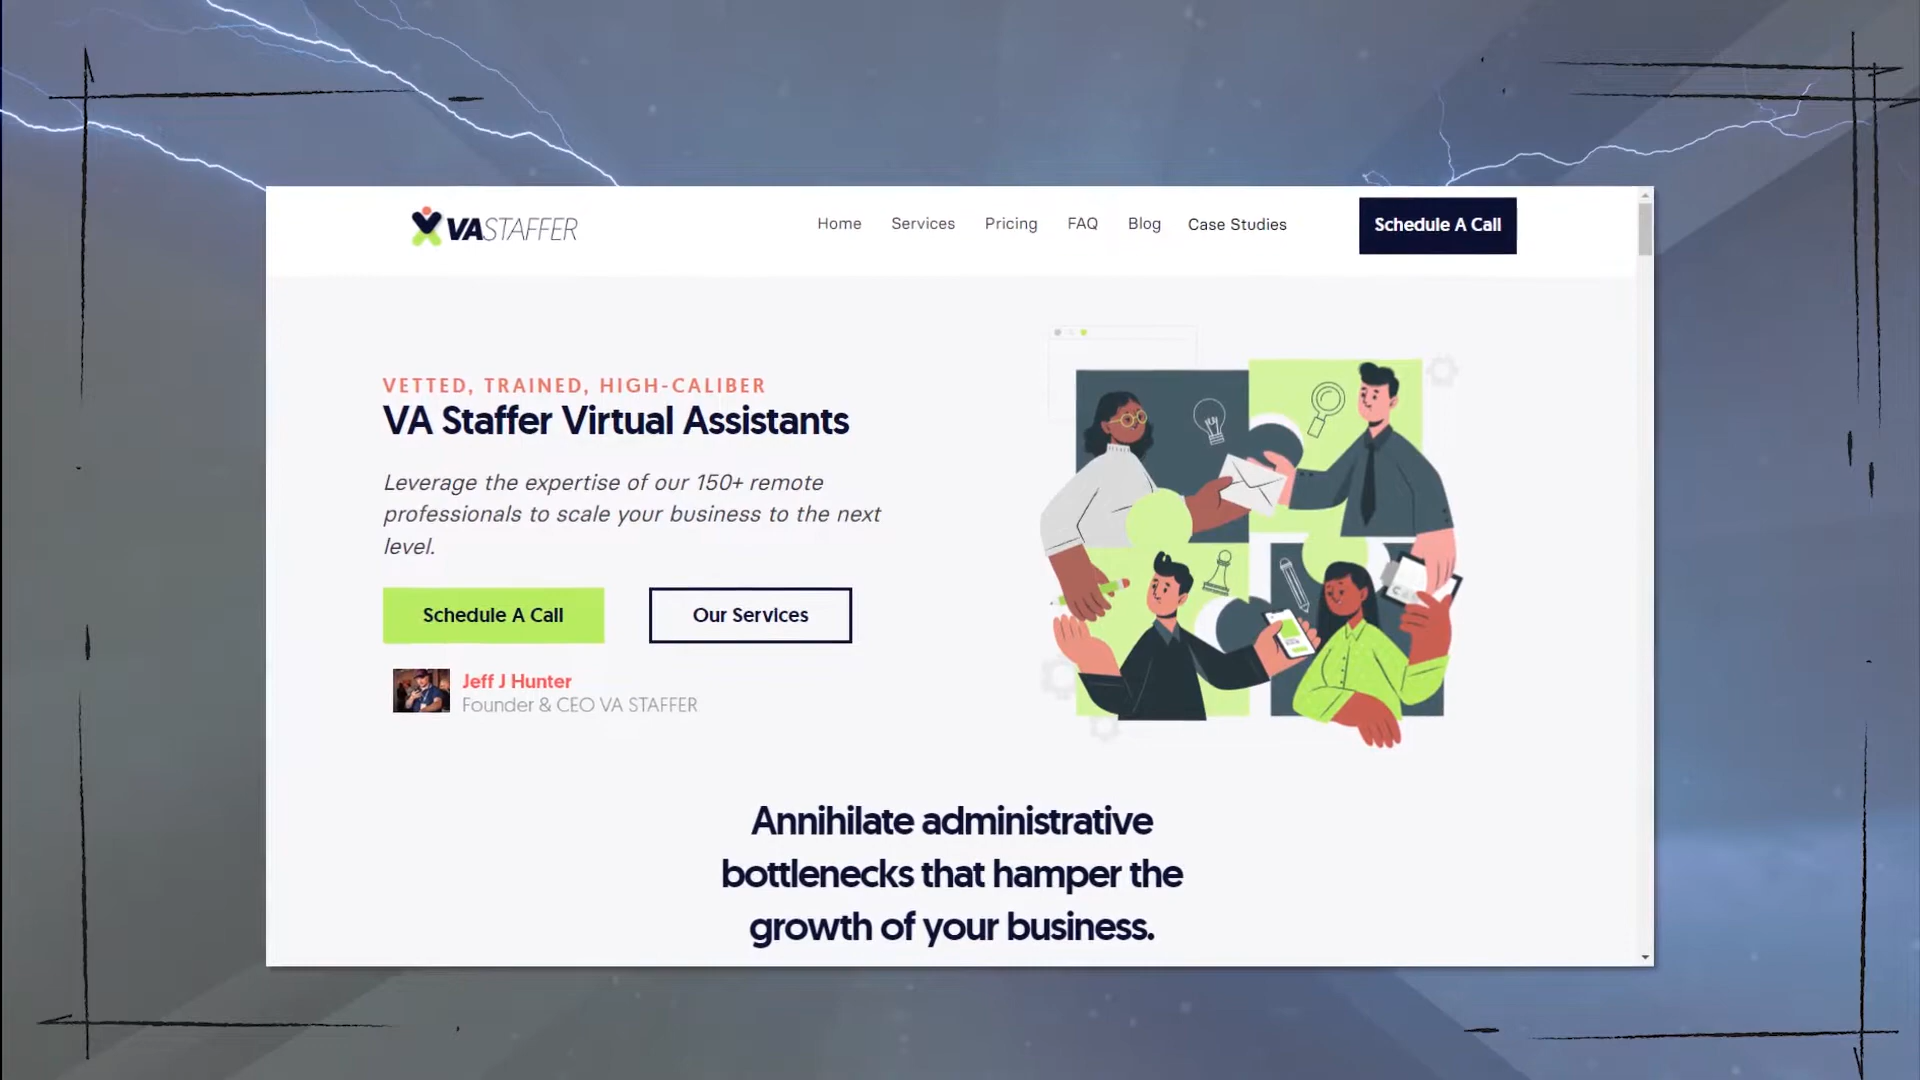 VASTAFFER
Home Services Pricing FAQ Blog Case Studies Schedule A Call
VETTED, TRAINED, HIGH-CALIBER
VA Staffer Virtual Assistants
Leverage the expertise of our 150+ remote
professionals to scale your business to the next
level.
Schedule A Call Our Services
Jeff J Hunter
Founder & CEO VA STAFFER
Annihilate administrative
bottlenecks that hamper the
growth of your business.